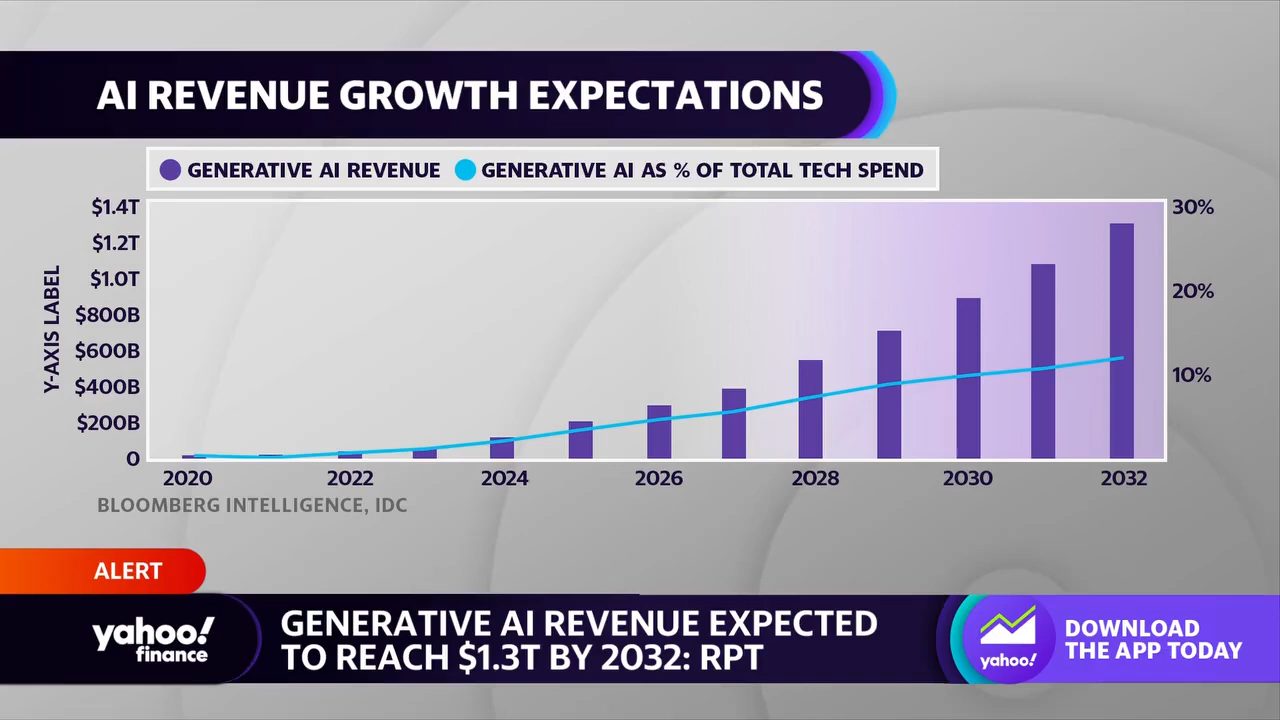 AI REVENUE GROWTH EXPECTATIONS
GENERATIVE AI REVENUE GENERATIVE AI AS % OF TOTAL TECH SPEND
Y-AXIS LABEL
$1.4T
$1.2T
$1.0T
$800B
$600B
$400B
$200B
0
30%
20%
10%
2020 2022 2024 2026 2028 2030 2032
BLOOMBERG INTELLIGENCE, IDC
ALERT
yahoo!
finance
GENERATIVE AI REVENUE EXPECTED
TO REACH $1.3T BY 2032: RPT
yahoo!
DOWNLOAD
THE APP TODAY